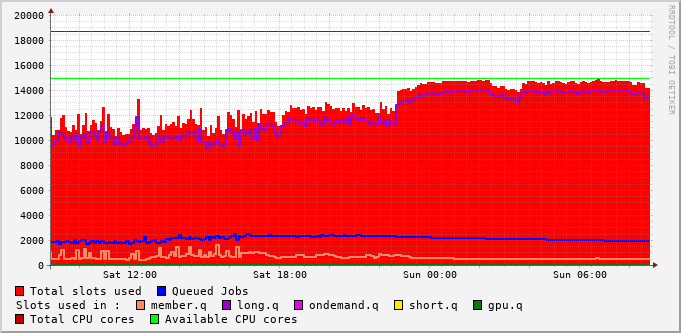 20000
18000
16000
14000
12000
10000
8000
6000
4000
2000
0
Sat 12:00 Sat 18:00 Sun 00:00 Sun 06:00
Total slots used Queued Jobs
Slots used in : member.q long.q ondemand.q short.q gpu.q
Total CPU cores Available CPU cores
RRDTOOL / TOBI OETIKER